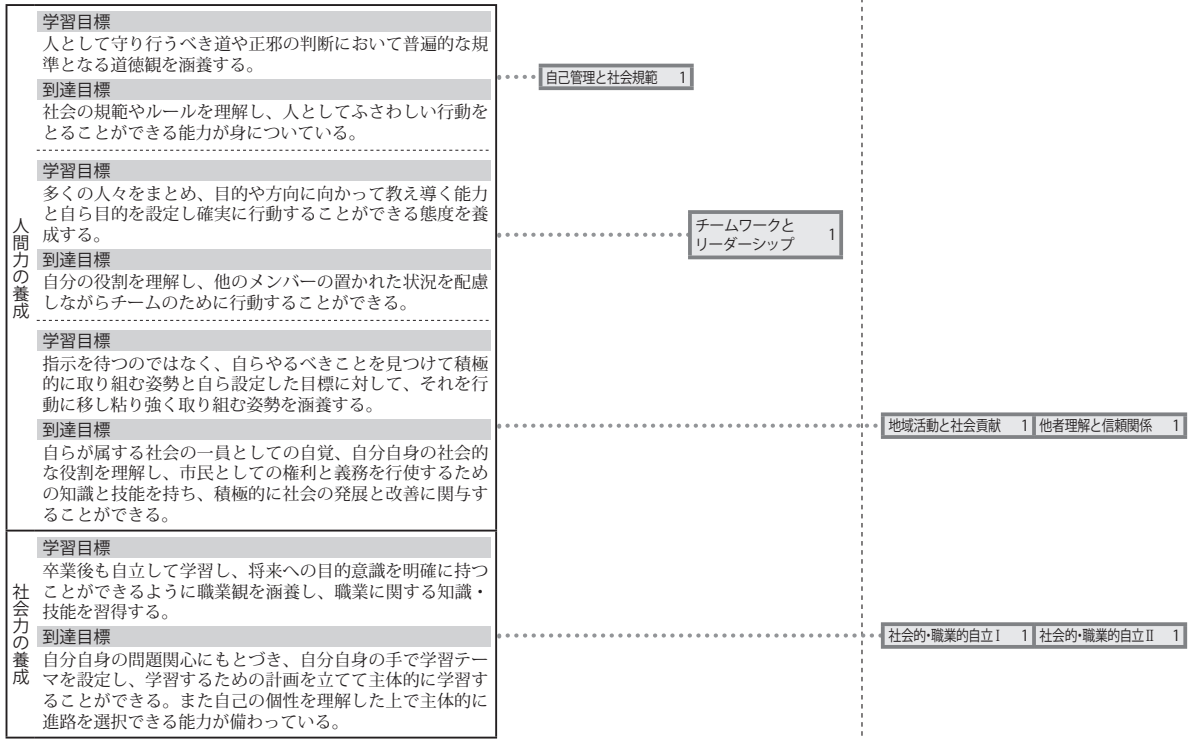 人間力の養成
学習目標
人として守り行うべき道や正邪の判断において普遍的な規
準となる道徳観を涵養する。
到達目標
社会の規範やルールを理解し、人としてふさわしい行動を
とることができる能力が身についている。
自己管理と社会規範 1
学習目標
多くの人々をまとめ、目的や方向に向かって教え導く能力
と自ら目的を設定し確実に行動することができる態度を養
成する。
到達目標
自分の役割を理解し、他のメンバーの置かれた状況を配慮
しながらチームのために行動することができる。
チームワークと
リーダーシップ 1
学習目標
指示を待つのではなく、自らやるべきことを見つけて積極
的に取り組む姿勢と自ら設定した目標に対して、それを行
動に移し粘り強く取り組む姿勢を涵養する。
到達目標
自らが属する社会の一員としての自覚、自分自身の社会的
な役割を理解し、市民としての権利と義務を行使するため
の知識と技能を持ち、積極的に社会の発展と改善に関与す
ることができる。
地域活動と社会貢献 1 他者理解と信頼関係 1
社会力の養成
学習目標
卒業後も自立して学習し、将来への目的意識を明確に持つ
ことができるように職業観を涵養し、職業に関する知識・
技能を習得する。
到達目標
自分自身の問題関心にもとづき、自分自身の手で学習テー
マを設定し、学習するための計画を立てて主体的に学習す
ることができる。また自己の個性を理解した上で主体的に
進路を選択できる能力が備わっている。
社会的・職業的自立Ⅰ 1 社会的・職業的自立Ⅱ 1